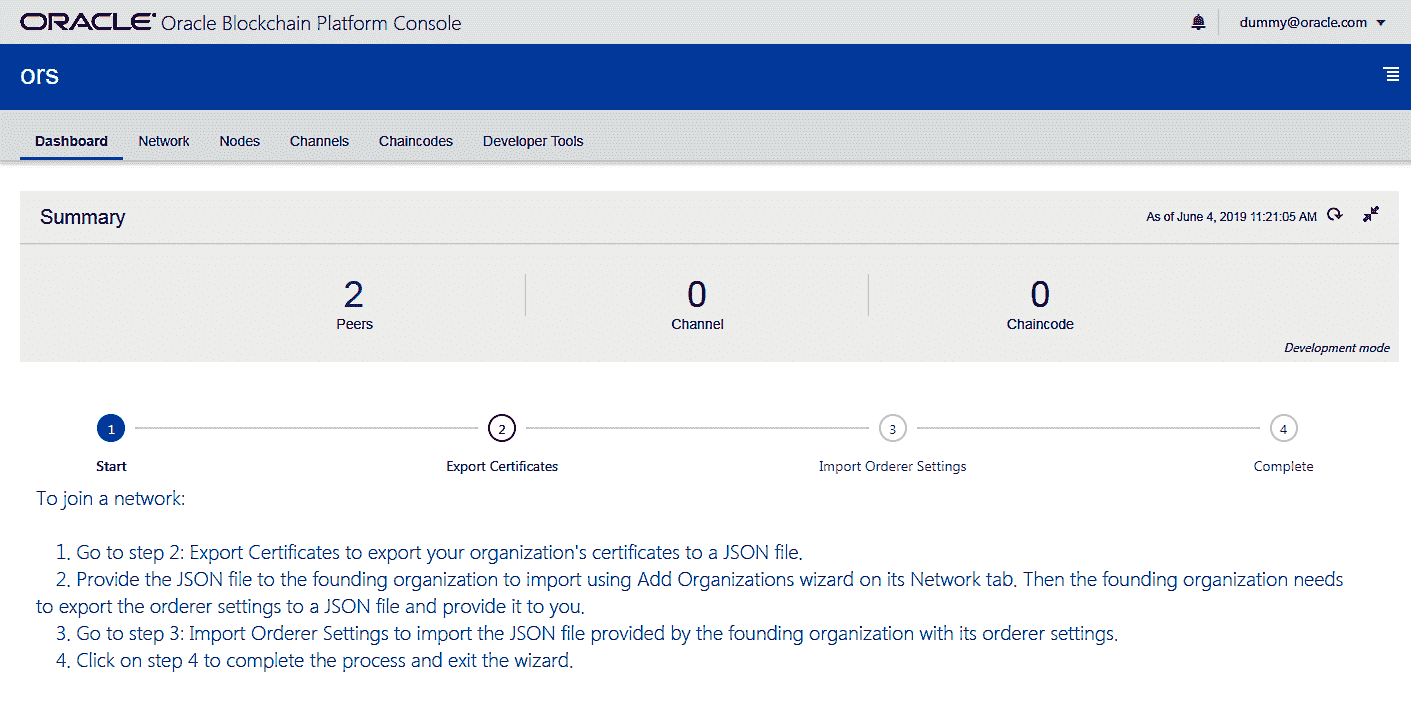 ORACLE Oracle Blockchain Platform Console dummy@oracle.com
ors
Dashboard Network Nodes Channels Chaincodes Developer Tools
Summary As of June 4, 2019 11:21:05 AM
2 0 0
Peers Channel Chaincode
Development mode
1 2 3 4
Start Export Certificates Import Orderer Settings Complete
To join a network:
1. Go to step 2: Export Certificates to export your organization's certificates to a JSON file.
2. Provide the JSON file to the founding organization to import using Add Organizations wizard on its Network tab. Then the founding organization needs
to export the orderer settings to a JSON file and provide it to you.
3. Go to step 3: Import Orderer Settings to import the JSON file provided by the founding organization with its orderer settings.
4. Click on step 4 to complete the process and exit the wizard.